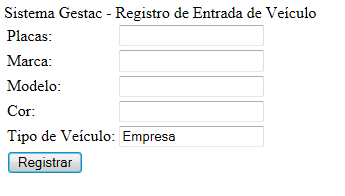 Sistema Gestac - Registro de Entrada de Veículo
Placas:
Marca:
Modelo:
Cor:
Tipo de Veículo: Empresa
Registrar